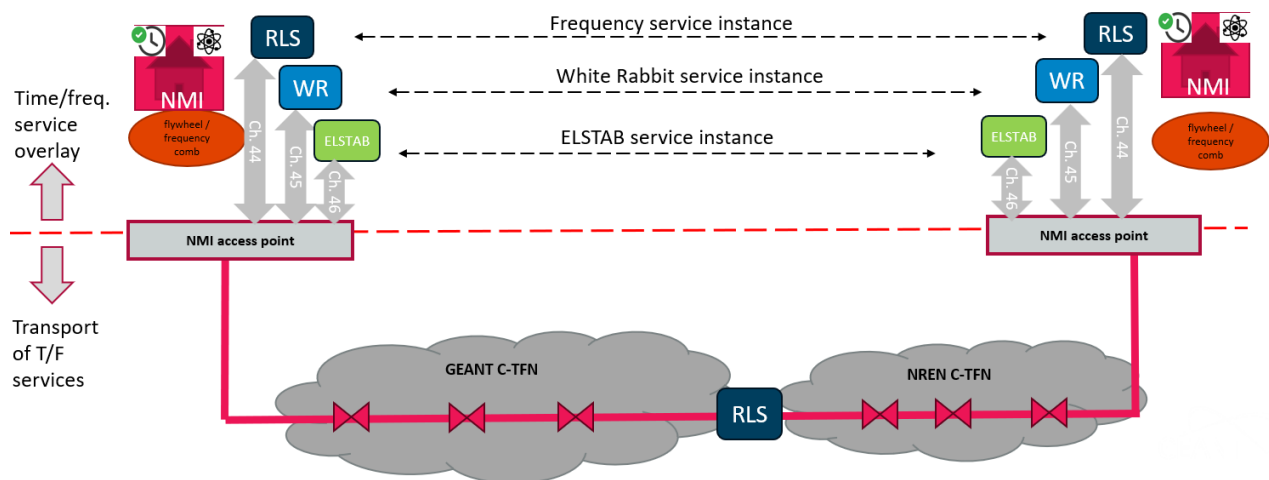 Frequency service instance
RLS
RLS
NMI
White Rabbit service instance
WR
WR
NMI
Time/freq.
service
overlay
flywheel /
frequency
comb
ELSTAB
ELSTAB service instance
ELSTAB
flywheel /
frequency
comb
Ch. 44
Ch. 45
Ch. 46
Ch. 46
Ch. 45
Ch. 44
NMI access point
NMI access point
Transport
of T/F
services
GEANT C-TFN
NREN C-TFN
RLS